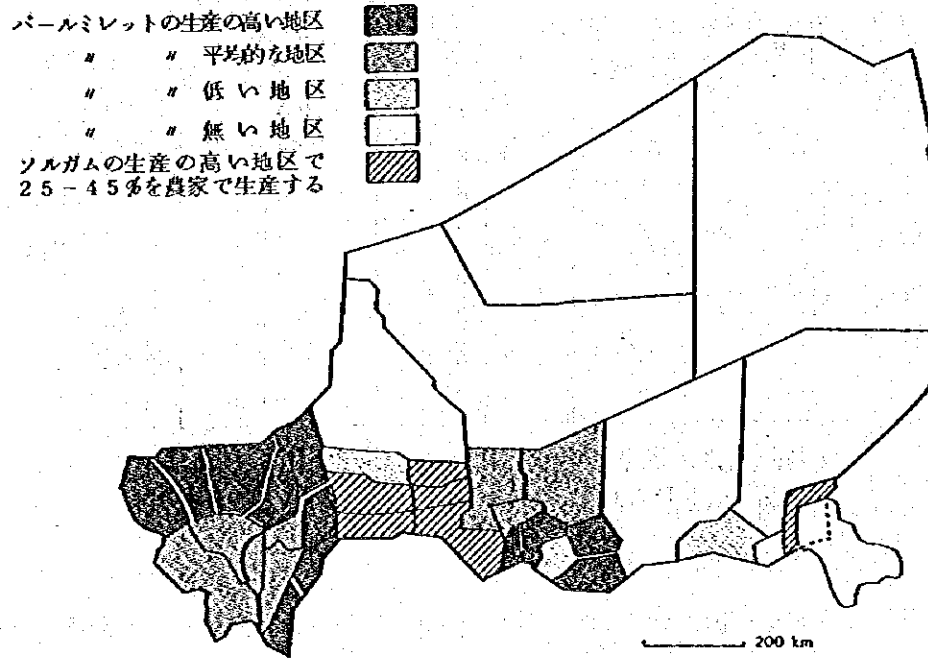 パールミレットの生産の高い地区
〃 〃 平均的な地区
〃 〃 低い地区
〃 〃 無い地区
ソルガムの生産の高い地区で
25-45%を農家で生産する
200 km